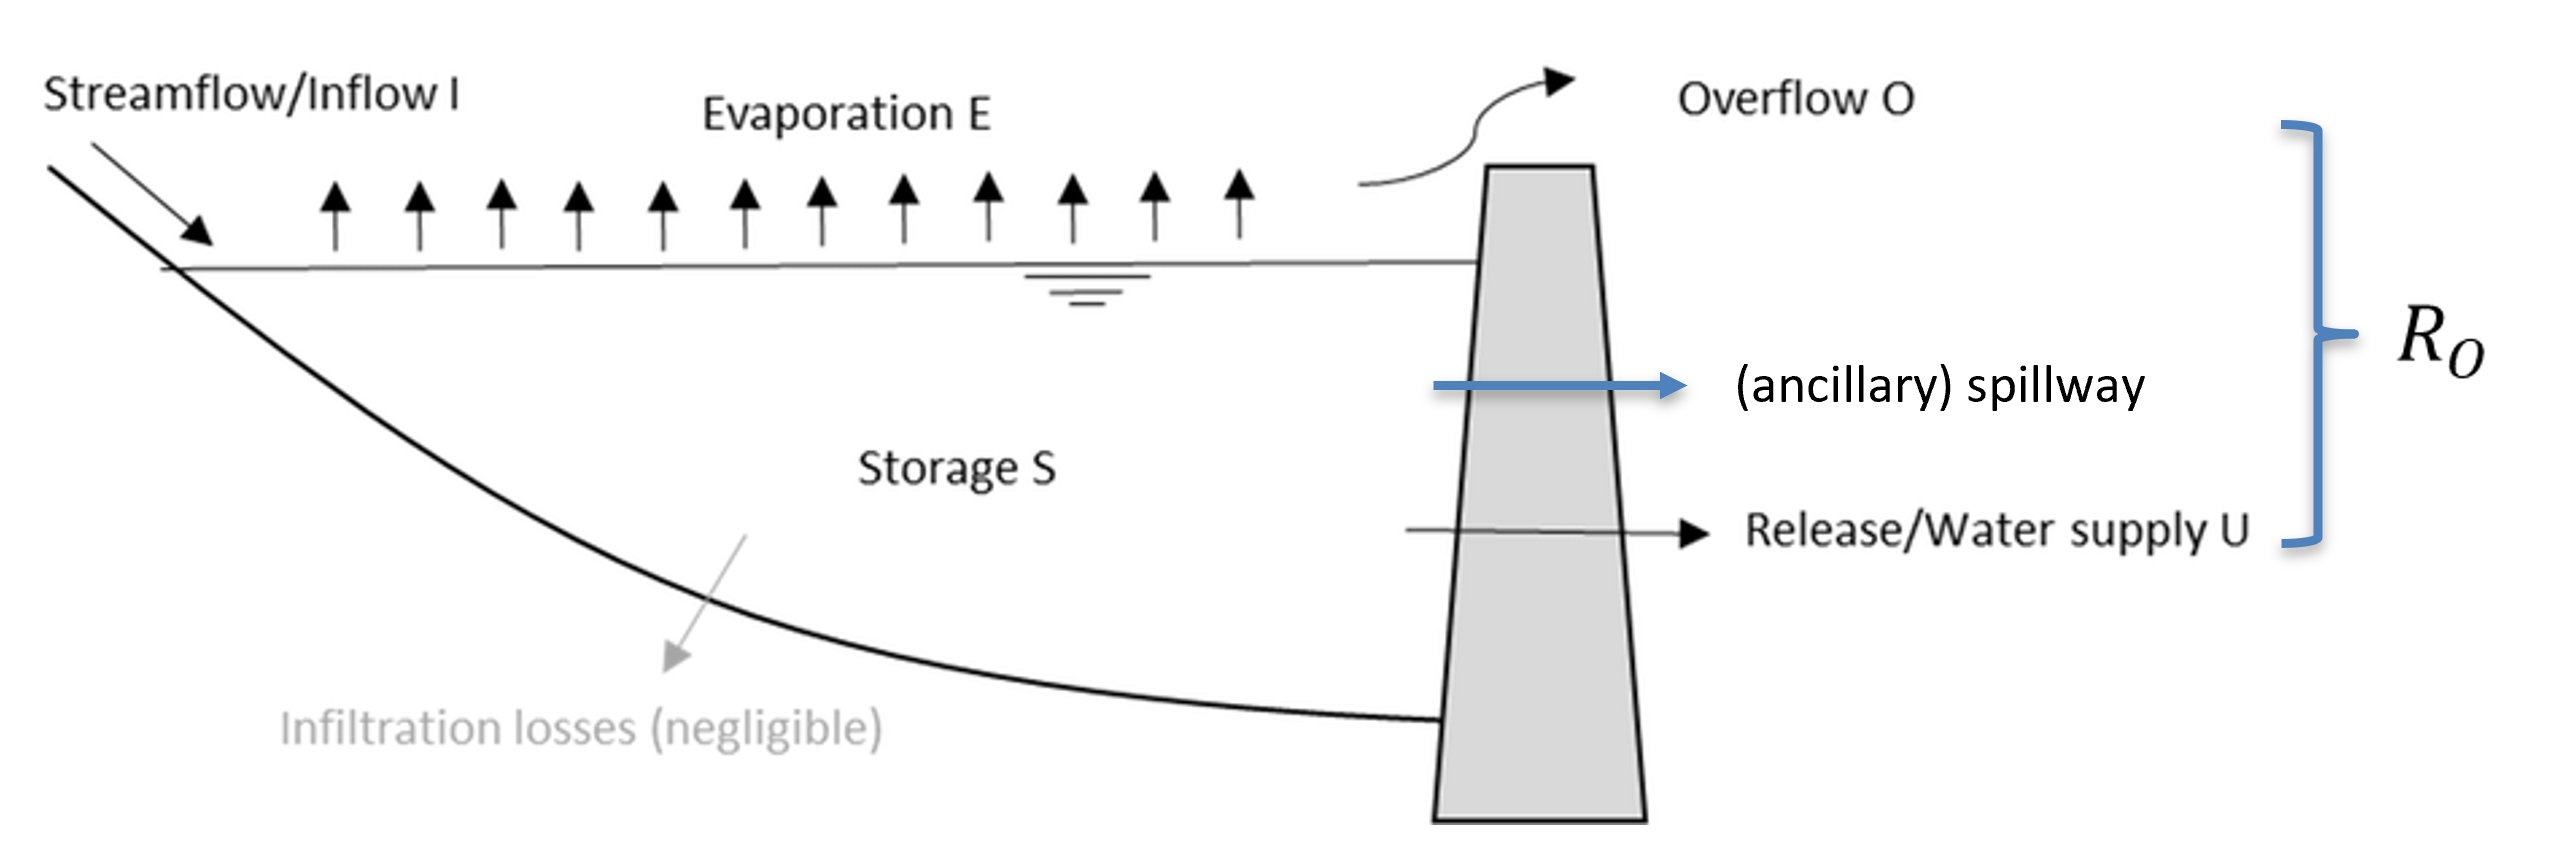 Streamflow/Inflow I
Evaporation E
Overflow O
(ancillary) spillway
R_O
Storage S
Release/Water supply U
Infiltration losses (negligible)